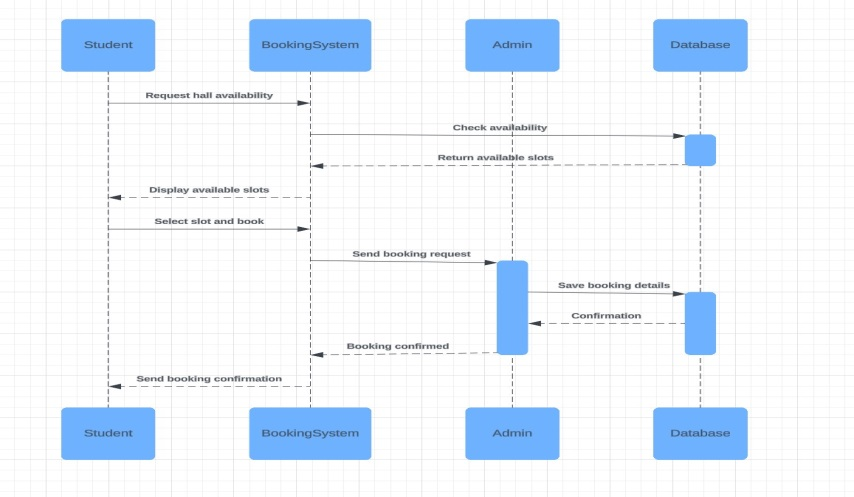 Student
BookingSystem
Admin
Database
Request hall availability
Check availability
Return available slots
Display available slots
Select slot and book
Send booking request
Save booking details
Confirmation
Booking confirmed
Send booking confirmation
Student
BookingSystem
Admin
Database